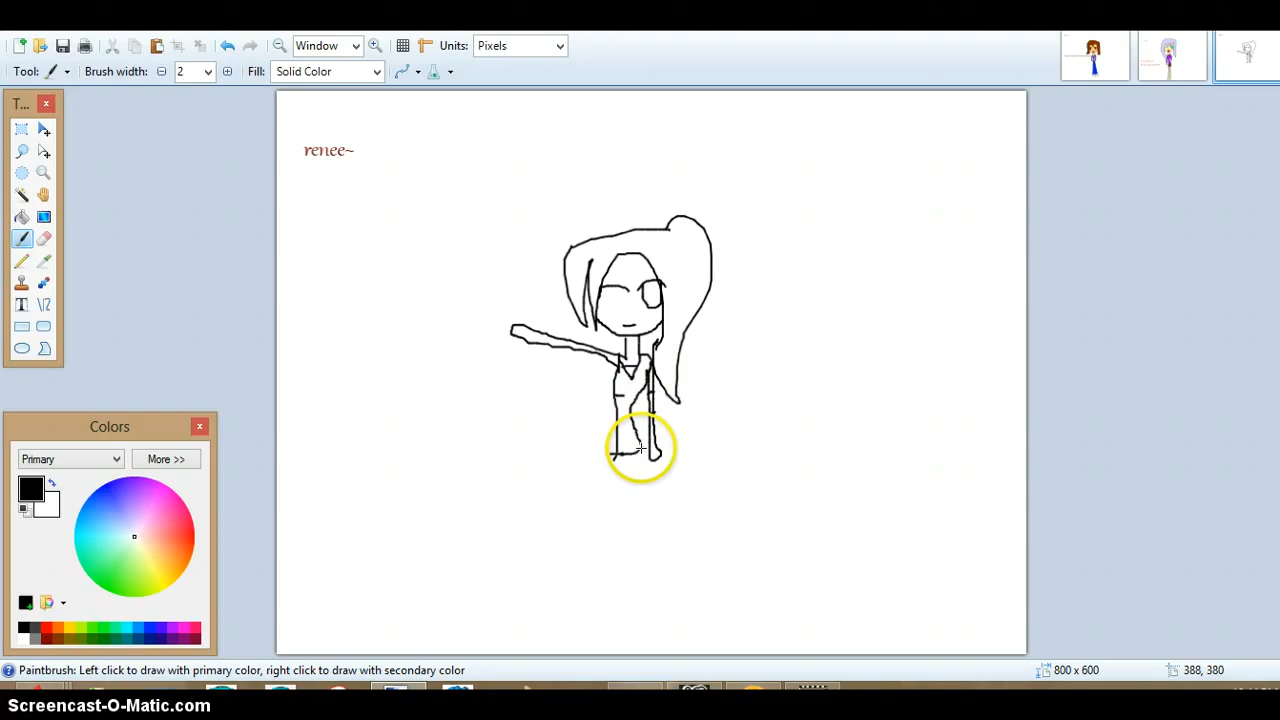 Window
Units:
Pixels
Tool:
Brush width:
2
Fill:
Solid Color
T...
renee~
Colors
Primary
More >>
Paintbrush: Left click to draw with primary color, right click to draw with secondary color
800 x 600
388, 380
Screencast-O-Matic.com